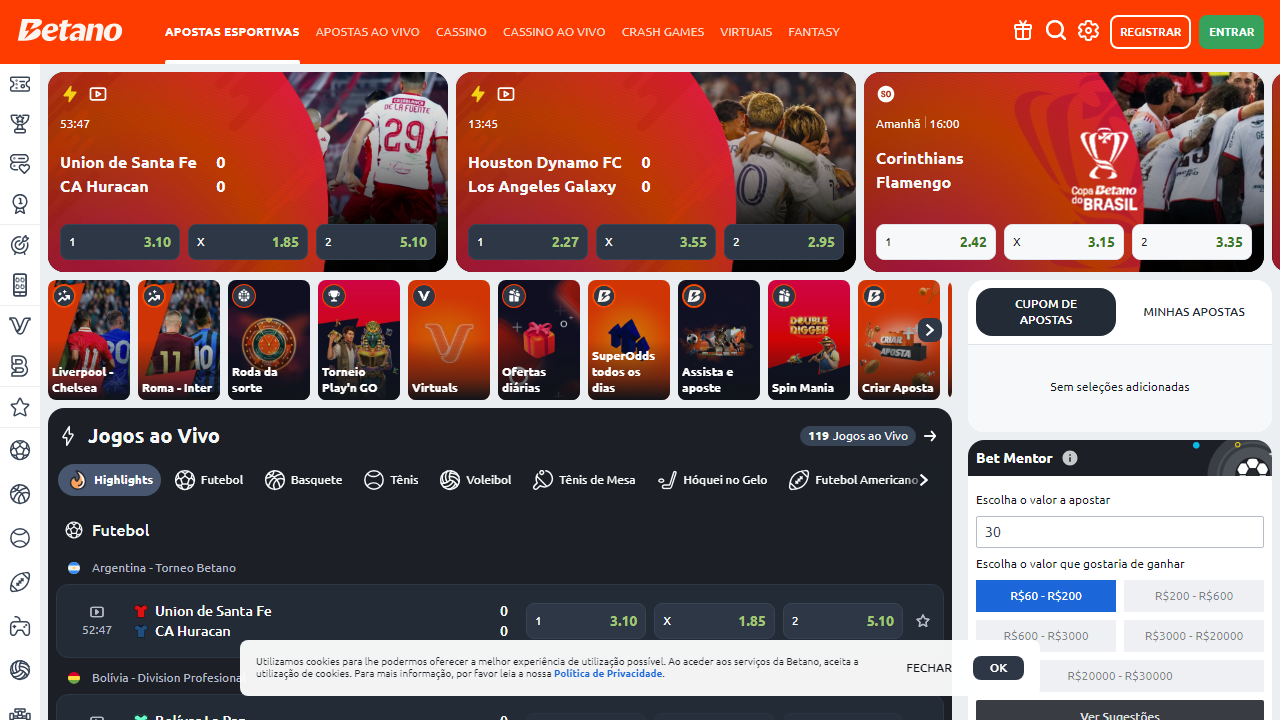 Betano
APOSTAS ESPORTIVAS
APOSTAS AO VIVO
CASSINO
CASSINO AO VIVO
CRASH GAMES
VIRTUAIS
FANTASY
REGISTRAR
ENTRAR
53:47
Union de Santa Fe 0
CA Huracan 0
1 3.10
X 1.85
2 5.10
13:45
Houston Dynamo FC 0
Los Angeles Galaxy 0
1 2.27
X 3.55
2 2.95
SO
Amanhã 16:00
Corinthians
Flamengo
Copa Betano
do BRASIL
1 2.42
X 3.15
2 3.35
Liverpool -
Chelsea
Roma - Inter
Roda da
sorte
Torneio
Play'n GO
Virtuals
Ofertas
diárias
SuperOdds
todos os
dias
Assista e
aposte
DOUBLE
DIGGER
Spin Mania
CRIAR
APOSTA
Criar Aposta
CUPOM DE
APOSTAS
MINHAS APOSTAS
Sem seleções adicionadas
Jogos ao Vivo
119 Jogos ao Vivo
Highlights
Futebol
Basquete
Tênis
Voleibol
Tênis de Mesa
Hóquei no Gelo
Futebol Americano
Futebol
Argentina - Torneo Betano
52:47
Union de Santa Fe 0
CA Huracan 0
1 3.10
X 1.85
2 5.10
Bolívia - Division Profesiona
Bolívar La Paz 0
Bet Mentor
Escolha o valor a apostar
30
Escolha o valor que gostaria de ganhar
R$60 - R$200
R$200 - R$600
R$600 - R$3000
R$3000 - R$20000
R$20000 - R$30000
Ver Sugestões
Utilizamos cookies para lhe podermos oferecer a melhor experiência de utilização possível. Ao aceder aos serviços da Betano, aceita a
utilização de cookies. Para mais informação, por favor leia a nossa Política de Privacidade.
FECHAR
OK